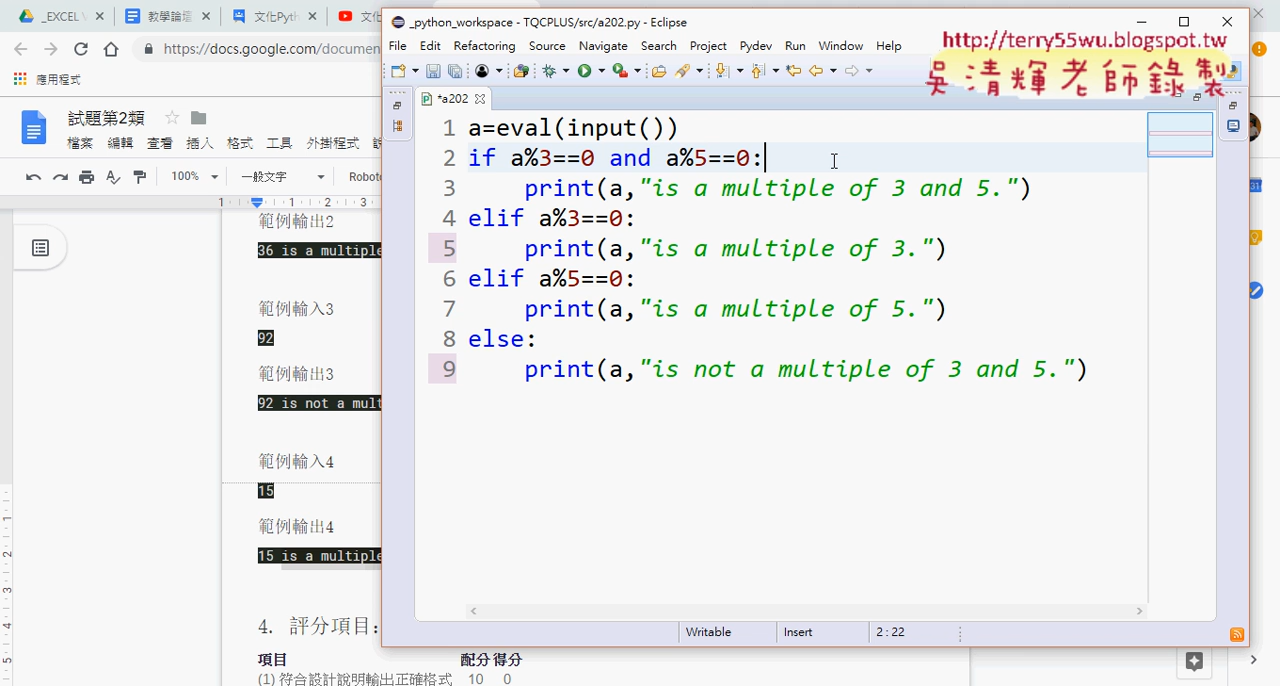 _EXCEL
教學論壇
文化Pyth
文化
https://docs.google.com/documen
應用程式
試題第2類
檔案 編輯 查看 插入 格式 工具 外掛程式
100% 一般文字 Robot
1 1 2 3
範例輸出2
36 is a multiple
範例輸入3
92
範例輸出3
92 is not a mult
範例輸入4
15
範例輸出4
15 is a multiple
4. 評分項目:
項目 配分 得分
(1) 符合設計說明輸出正確格式 10 0
_python_workspace - TQCPLUS/src/a202.py - Eclipse
File Edit Refactoring Source Navigate Search Project Pydev Run Window Help
http://terry55wu.blogspot.tw
吳清輝老師錄製
*a202
1 a=eval(input())
2 if a%3==0 and a%5==0:
3 print(a,"is a multiple of 3 and 5.")
4 elif a%3==0:
5 print(a,"is a multiple of 3.")
6 elif a%5==0:
7 print(a,"is a multiple of 5.")
8 else:
9 print(a,"is not a multiple of 3 and 5.")
Writable Insert 2 : 22